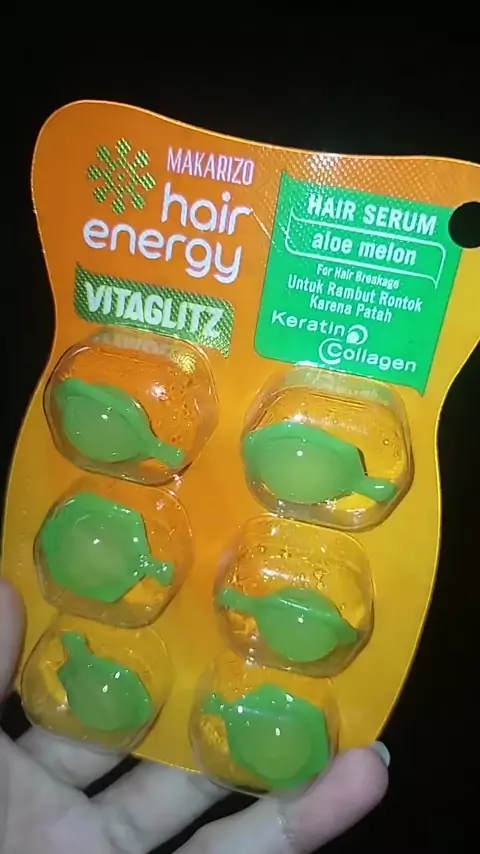 MAKARIZO
hair
energy
VITAGLITZ
HAIR SERUM
aloe melon
For Hair Breakage
Untuk Rambut Rontok
Karena Patah
Keratin
Collagen